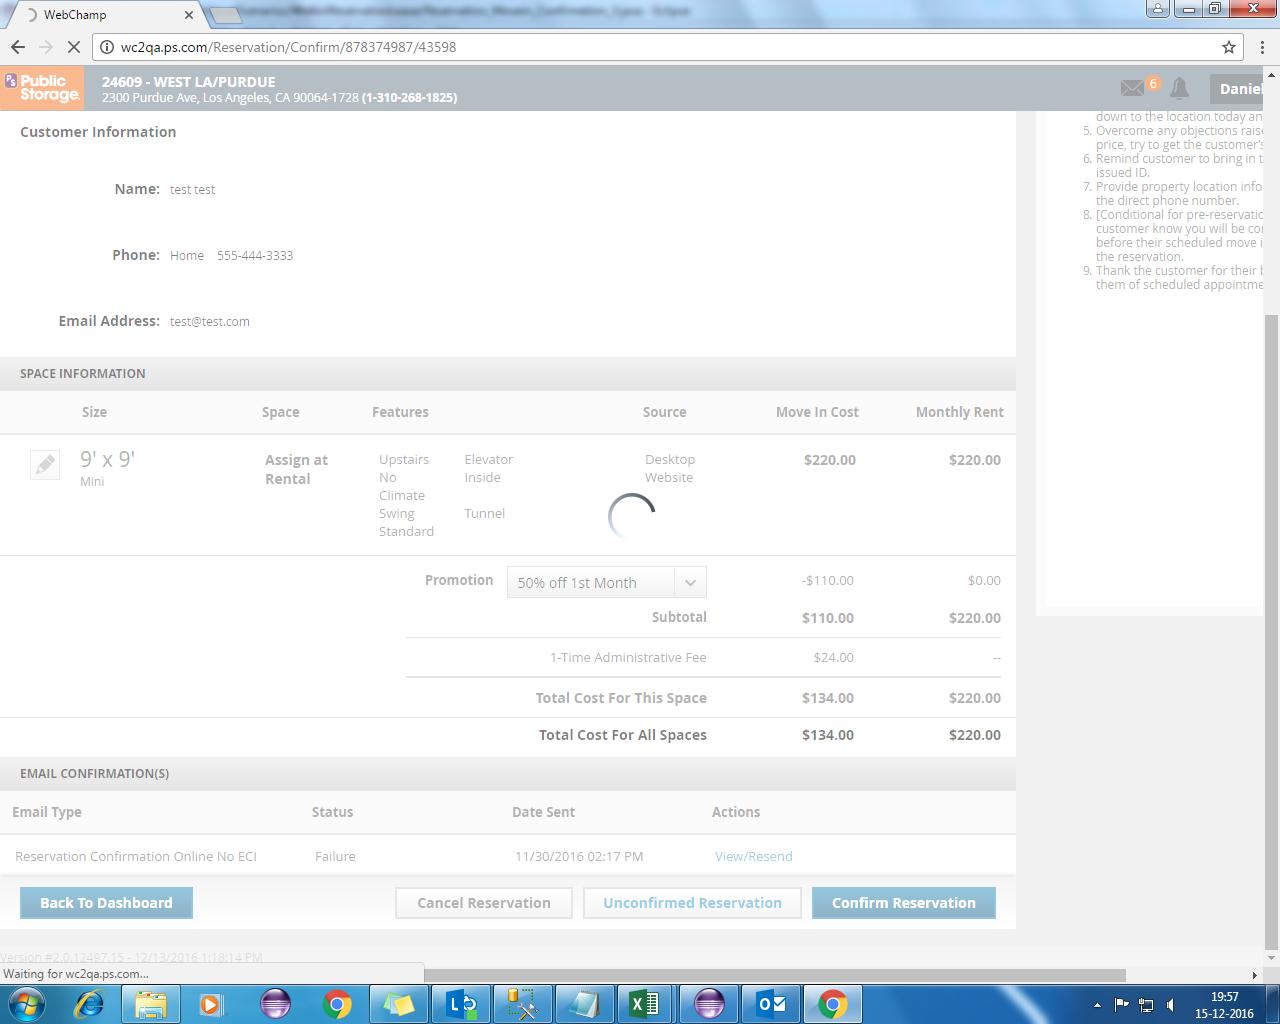 WebChamp
wc2qa.ps.com/Reservation/Confirm/878374987/43598
PS Public Storage
24609 - WEST LA/PURDUE
2300 Purdue Ave, Los Angeles, CA 90064-1728 (1-310-268-1825)
6
Daniel
Customer Information
Name: test test
Phone: Home 555-444-3333
Email Address: test@test.com
down to the location today an
5. Overcome any objections rais
price, try to get the customer's
6. Remind customer to bring in t
issued ID.
7. Provide property location info
the direct phone number.
8. [Conditional for pre-reservatio
customer know you will be co
before their scheduled move i
the reservation.
9. Thank the customer for their b
them of scheduled appointme
SPACE INFORMATION
Size Space Features Source Move In Cost Monthly Rent
9' x 9'
Mini
Assign at
Rental
Upstairs Elevator
No Inside
Climate
Swing Tunnel
Standard
Desktop
Website
$220.00 $220.00
Promotion 50% off 1st Month -$110.00 $0.00
Subtotal $110.00 $220.00
1-Time Administrative Fee $24.00 --
Total Cost For This Space $134.00 $220.00
Total Cost For All Spaces $134.00 $220.00
EMAIL CONFIRMATION(S)
Email Type Status Date Sent Actions
Reservation Confirmation Online No ECI Failure 11/30/2016 02:17 PM View/Resend
Back To Dashboard Cancel Reservation Unconfirmed Reservation Confirm Reservation
Version #2.0.12497.15 - 12/13/2016 1:18:14 PM
Waiting for wc2qa.ps.com...
19:57
15-12-2016